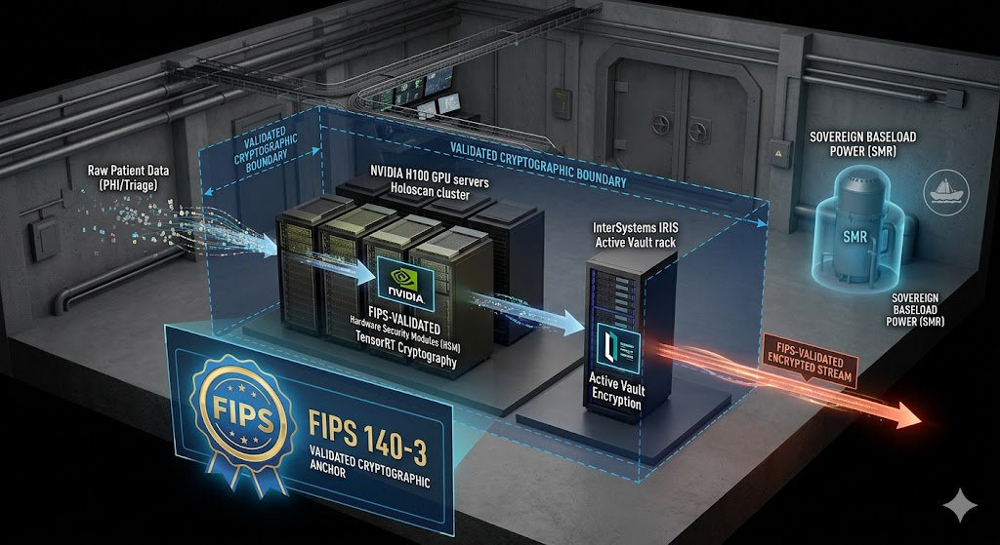 VALIDATED
CRYPTOGRAPHIC
BOUNDARY
VALIDATED CRYPTOGRAPHIC BOUNDARY
SOVEREIGN BASELOAD
POWER (SMR)
Raw Patient Data
(PHI/Triage)
NVIDIA H100 GPU servers
Holoscan cluster
InterSystems IRIS
Active Vault rack
SMR
NVIDIA
FIPS-VALIDATED
Hardware Security Modules (HSM)
TensorRT Cryptography
SOVEREIGN
BASELOAD
POWER (SMR)
FIPS-VALIDATED
ENCRYPTED STREAM
Active Vault
Encryption
FIPS
FIPS 140-3
VALIDATED CRYPTOGRAPHIC
ANCHOR